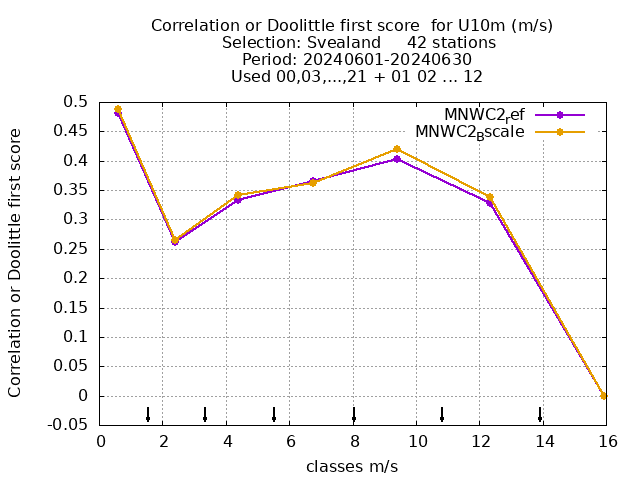 Correlation or Doolittle first score  for U10m (m/s)
Selection: Svealand     42 stations
Period: 20240601-20240630
Used 00,03,...,21 + 01 02 ... 12
Correlation or Doolittle first score
0.5
0.45
0.4
0.35
0.3
0.25
0.2
0.15
0.1
0.05
0
-0.05
MNWC2ref
MNWC2Bscale
0 2 4 6 8 10 12 14 16
classes m/s